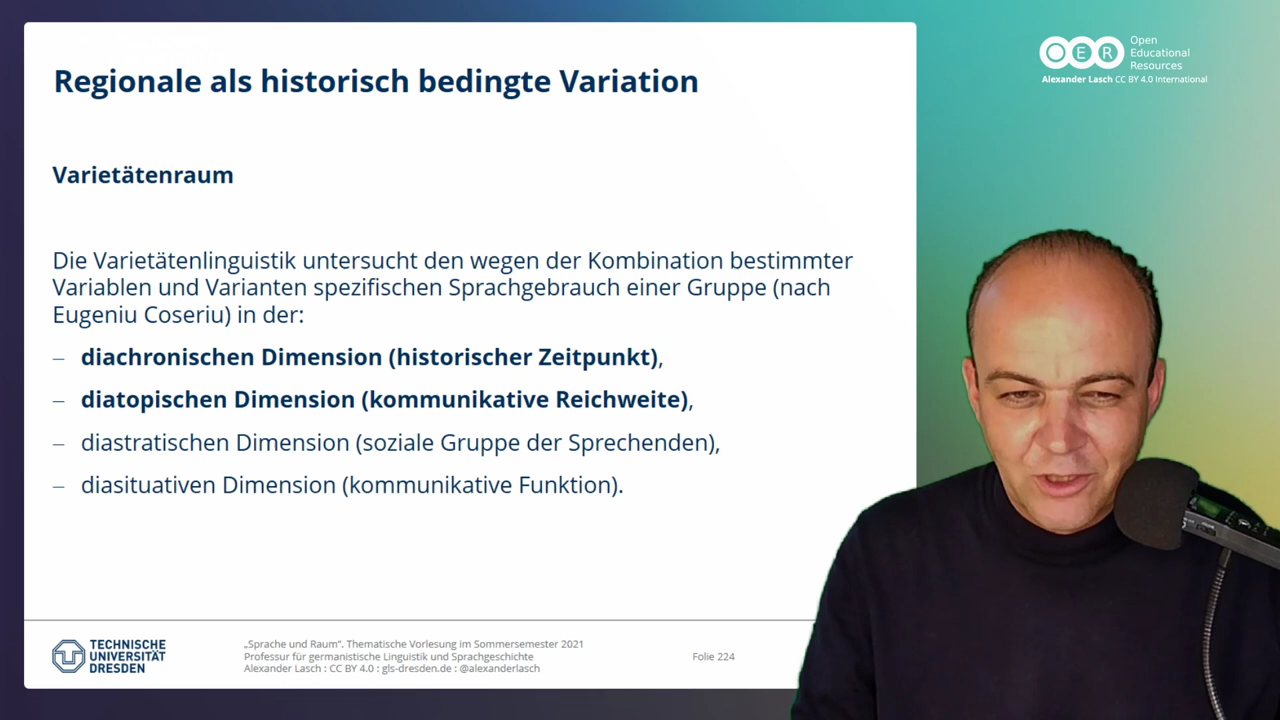 Regionale als historisch bedingte Variation
Varietätenraum
Die Varietätenlinguistik untersucht den wegen der Kombination bestimmter
Variablen und Varianten spezifischen Sprachgebrauch einer Gruppe (nach
Eugeniu Coseriu) in der:
– diachronischen Dimension (historischer Zeitpunkt),
– diatopischen Dimension (kommunikative Reichweite),
– diastratischen Dimension (soziale Gruppe der Sprechenden),
– diasituativen Dimension (kommunikative Funktion).
TECHNISCHE
UNIVERSITÄT
DRESDEN
„Sprache und Raum“. Thematische Vorlesung im Sommersemester 2021
Professur für germanistische Linguistik und Sprachgeschichte
Alexander Lasch : CC BY 4.0 : gls-dresden.de : @alexanderlasch
Folie 224
OER
Open
Educational
Resources
Alexander Lasch CC BY 4.0 International